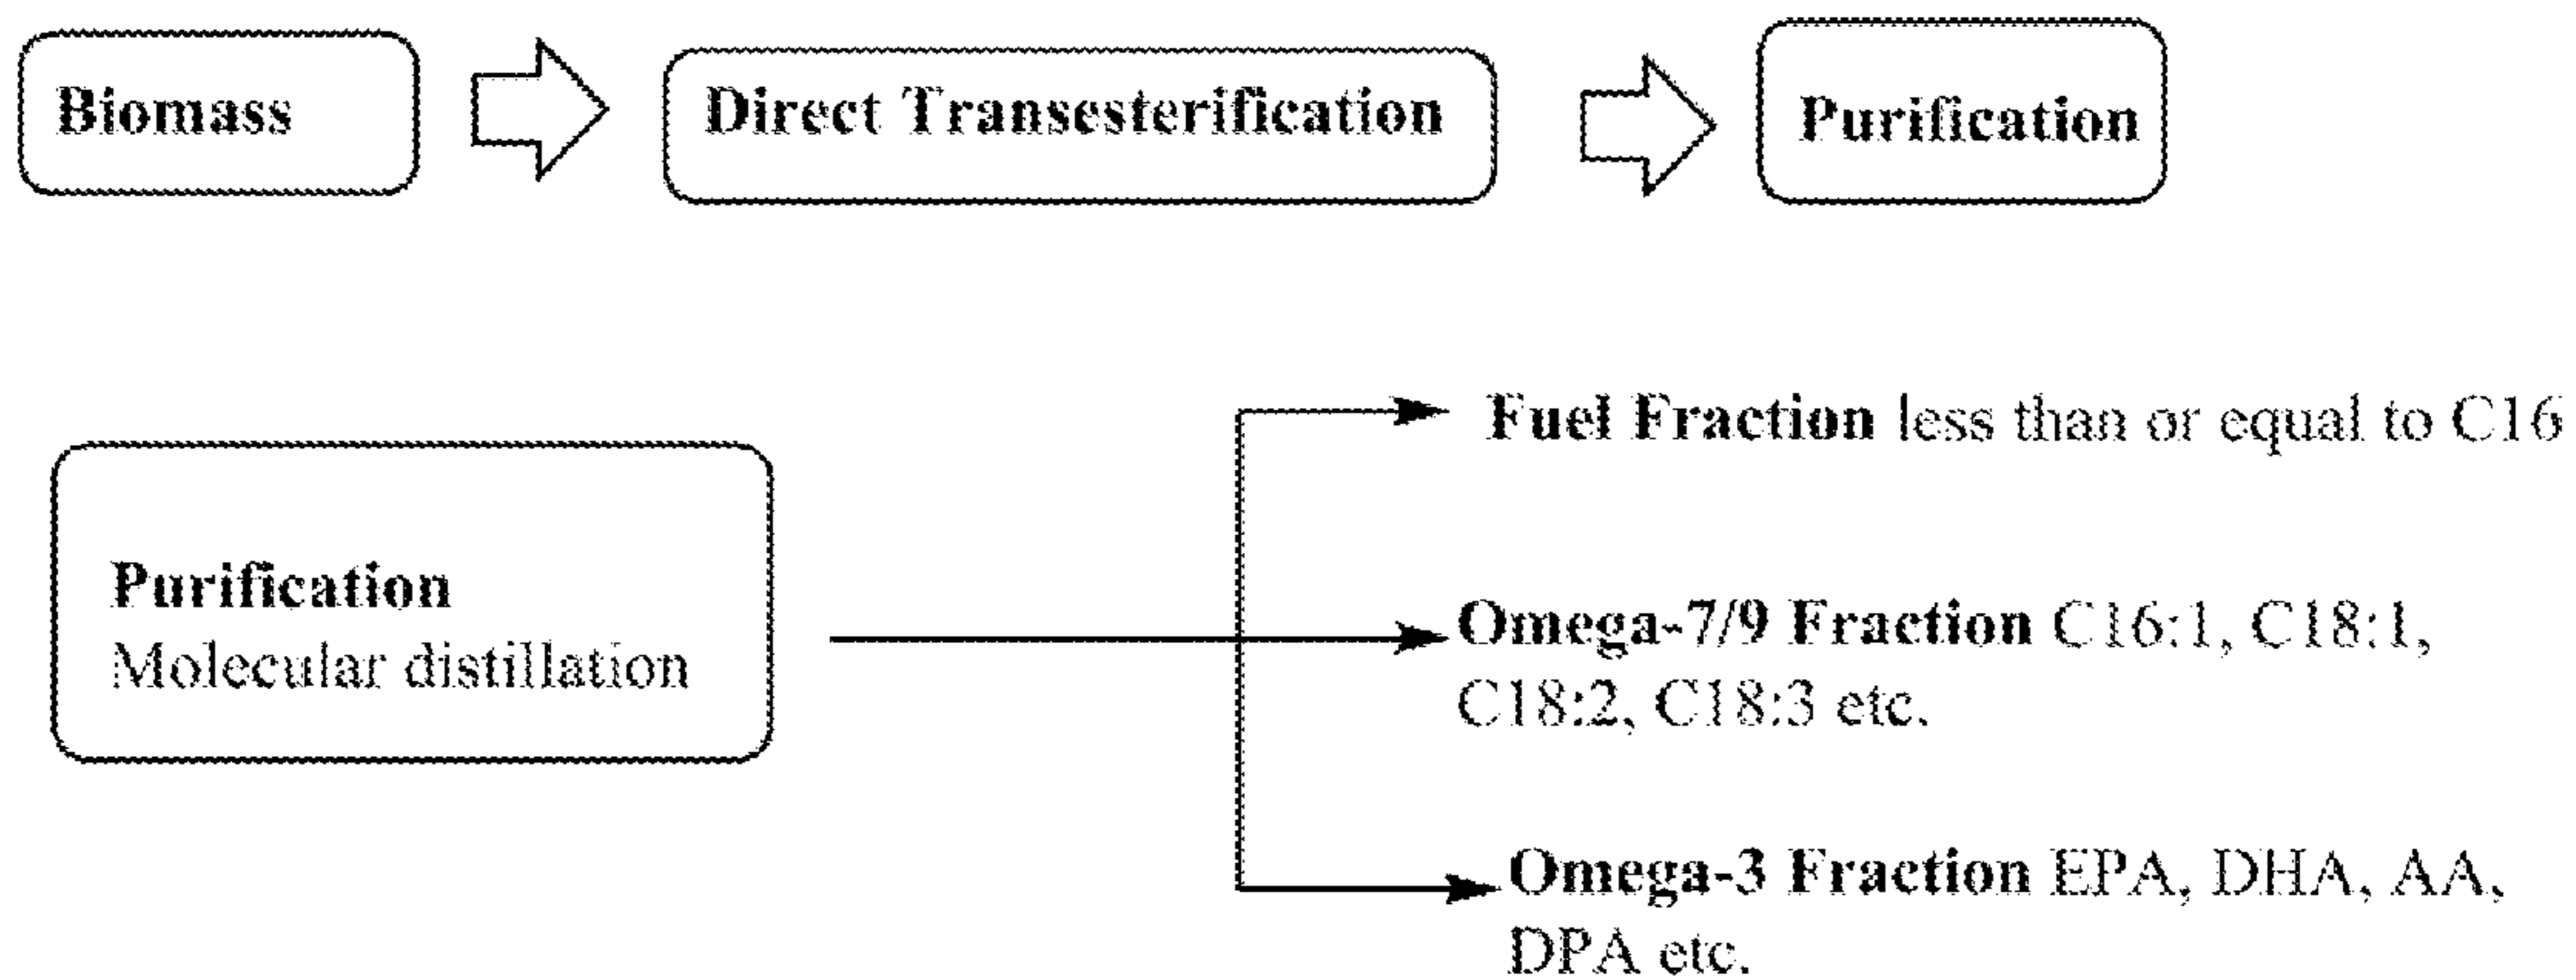 Biomass
Direct Transesterification
Purification
Purification
Molecular distillation
Fuel Fraction less than or equal to C16
Omega-7/9 Fraction C16:1, C18:1,
C18:2, C18:3 etc.
Omega-3 Fraction EPA, DHA, AA,
DPA etc.